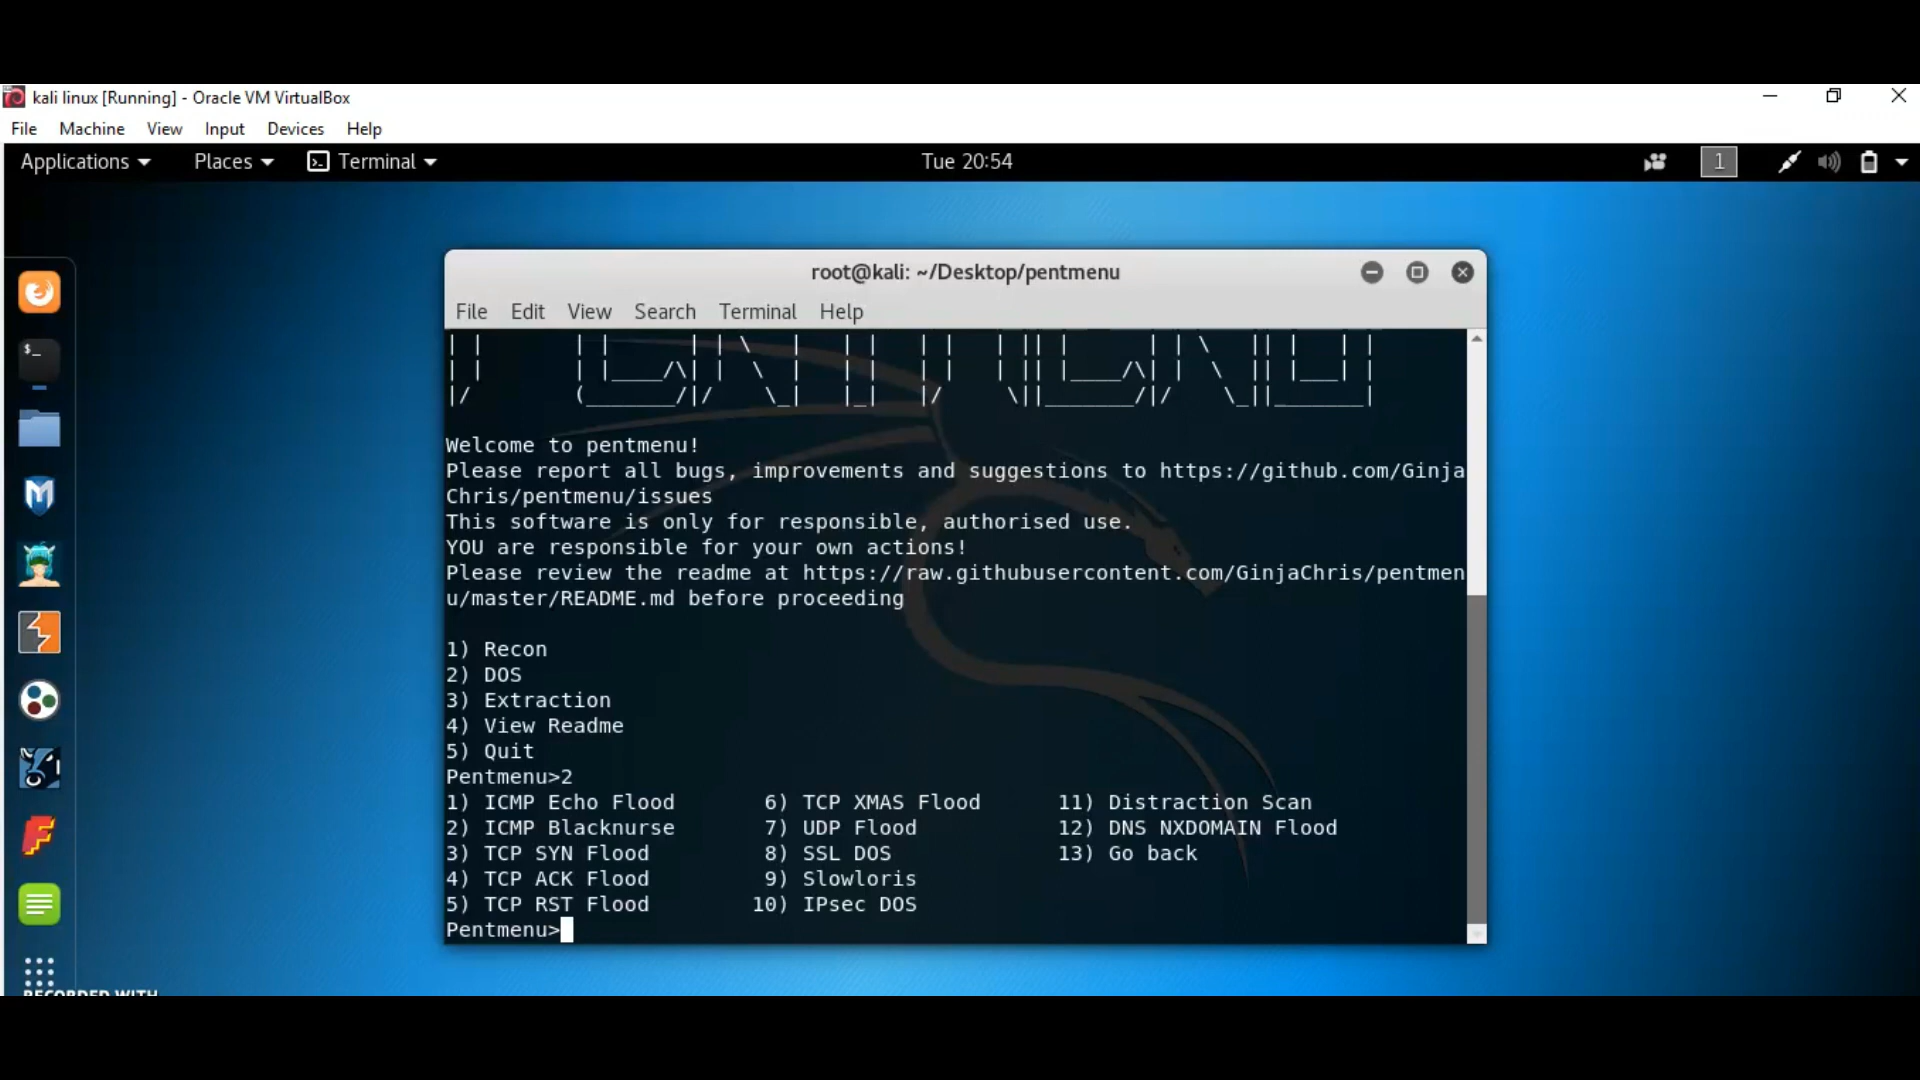 kali linux [Running] - Oracle VM VirtualBox
File Machine View Input Devices Help
Applications Places Terminal Tue 20:54 1
root@kali: ~/Desktop/pentmenu
File Edit View Search Terminal Help
Welcome to pentmenu!
Please report all bugs, improvements and suggestions to https://github.com/Ginja
Chris/pentmenu/issues
This software is only for responsible, authorised use.
YOU are responsible for your own actions!
Please review the readme at https://raw.githubusercontent.com/GinjaChris/pentmen
u/master/README.md before proceeding
1) Recon
2) DOS
3) Extraction
4) View Readme
5) Quit
Pentmenu>2
1) ICMP Echo Flood 6) TCP XMAS Flood 11) Distraction Scan
2) ICMP Blacknurse 7) UDP Flood 12) DNS NXDOMAIN Flood
3) TCP SYN Flood 8) SSL DOS 13) Go back
4) TCP ACK Flood 9) Slowloris
5) TCP RST Flood 10) IPsec DOS
Pentmenu>
RECORDED WITH